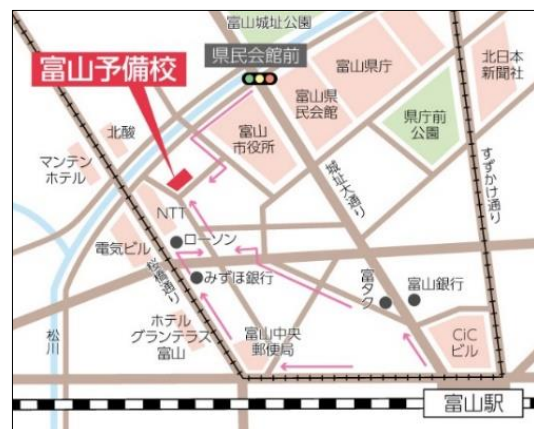 富山城址公園
県民会館前
富山県庁
北日本
新聞社
富山予備校
富山県
民会館
県庁前
公園
北酸
富山
市役所
マンテン
ホテル
城址大通り
すずかけ通り
NTT
電気ビル
ローソン
桜橋通り
みずほ銀行
富タク
富山銀行
松川
ホテル
グランテラス
富山
富山中央
郵便局
CiC
ビル
富山駅